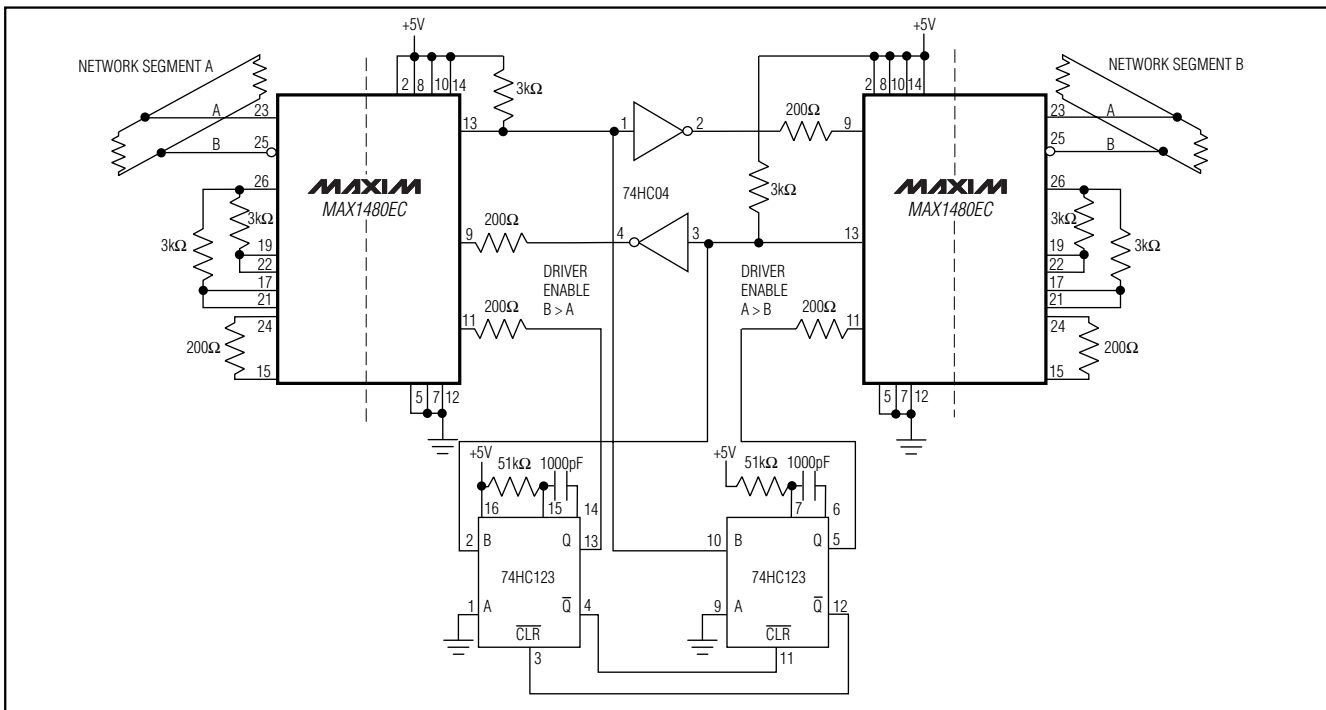 +5V
+5V
NETWORK SEGMENT A
NETWORK SEGMENT B
2
8
10
14
2
8
10
14
3kΩ
200Ω
A
23
13
1
2
9
23
A
B
25
25
B
MAXIM
MAX1480EC
74HC04
3kΩ
MAXIM
MAX1480EC
26
3kΩ
3kΩ
19
22
17
21
24
200Ω
15
9
200Ω
4
3
13
26
3kΩ
3kΩ
19
22
17
21
24
200Ω
15
DRIVER
ENABLE
B > A
DRIVER
ENABLE
A > B
11
200Ω
200Ω
11
5
7
12
5
7
12
+5V
51kΩ
1000pF
+5V
51kΩ
1000pF
16
15
14
7
6
2
B
Q
13
10
B
Q
5
74HC123
74HC123
1
A
Q
4
9
A
Q
12
CLR
CLR
3
11